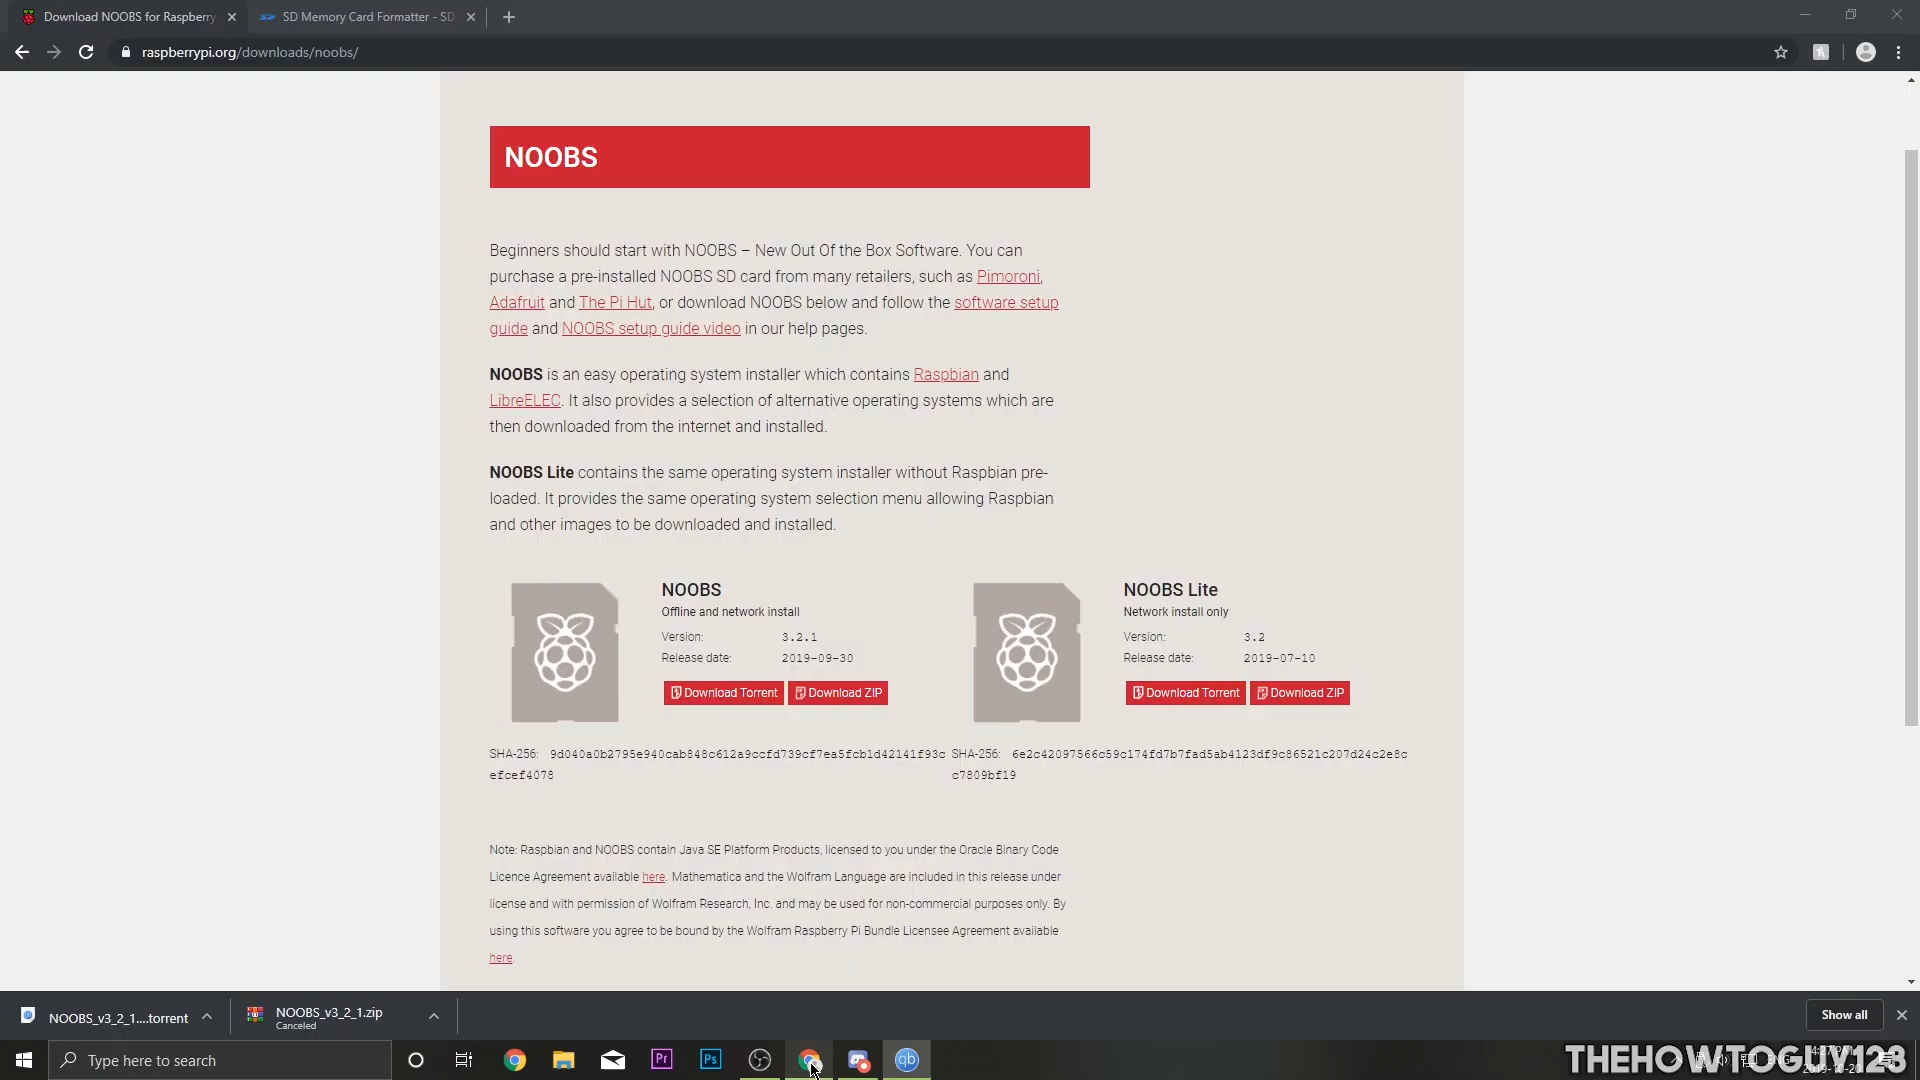 Download NOOBS for Raspberry
SD Memory Card Formatter - SD
raspberrypi.org/downloads/noobs/
NOOBS
Beginners should start with NOOBS – New Out Of the Box Software. You can
purchase a pre-installed NOOBS SD card from many retailers, such as Pimoroni,
Adafruit and The Pi Hut, or download NOOBS below and follow the software setup
guide and NOOBS setup guide video in our help pages.
NOOBS is an easy operating system installer which contains Raspbian and
LibreELEC. It also provides a selection of alternative operating systems which are
then downloaded from the internet and installed.
NOOBS Lite contains the same operating system installer without Raspbian pre-
loaded. It provides the same operating system selection menu allowing Raspbian
and other images to be downloaded and installed.
NOOBS
Offline and network install
Version: 3.2.1
Release date: 2019-09-30
Download Torrent Download ZIP
SHA-256: 9d040a0b2795e940cab848c612a9ccfd739cf7ea5fcb1d42141f93c
efcef4078
NOOBS Lite
Network install only
Version: 3.2
Release date: 2019-07-10
Download Torrent Download ZIP
SHA-256: 6e2c42097566c59c174fd7b7fad5ab4123df9c86521c207d24c2e8c
c7809bf19
Note: Raspbian and NOOBS contain Java SE Platform Products, licensed to you under the Oracle Binary Code
Licence Agreement available here. Mathematica and the Wolfram Language are included in this release under
license and with permission of Wolfram Research, Inc. and may be used for non-commercial purposes only. By
using this software you agree to be bound by the Wolfram Raspberry Pi Bundle Licensee Agreement available
here.
NOOBS_v3_2_1....torrent
NOOBS_v3_2_1.zip
Canceled
Show all
Type here to search
Pr
Ps
qb
THEHOWTOGUY128